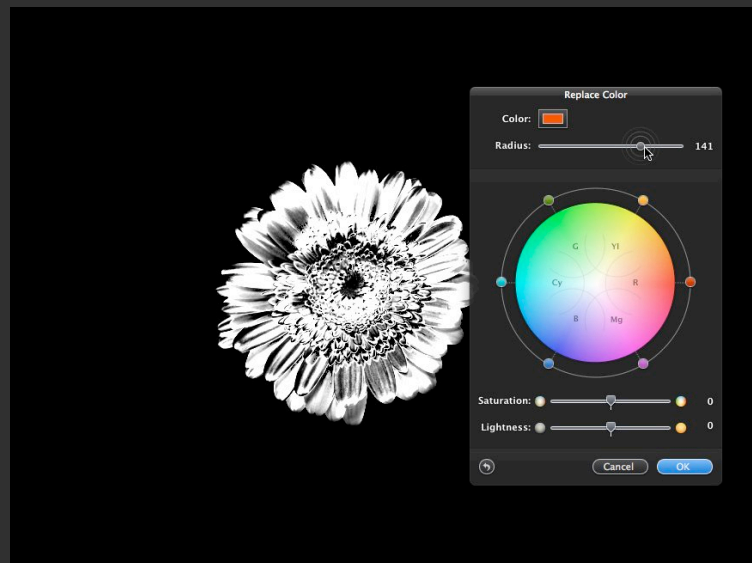 Replace Color
Color:
Radius: 141
G Yl
Cy R
B Mg
Saturation: 0
Lightness: 0
Cancel OK